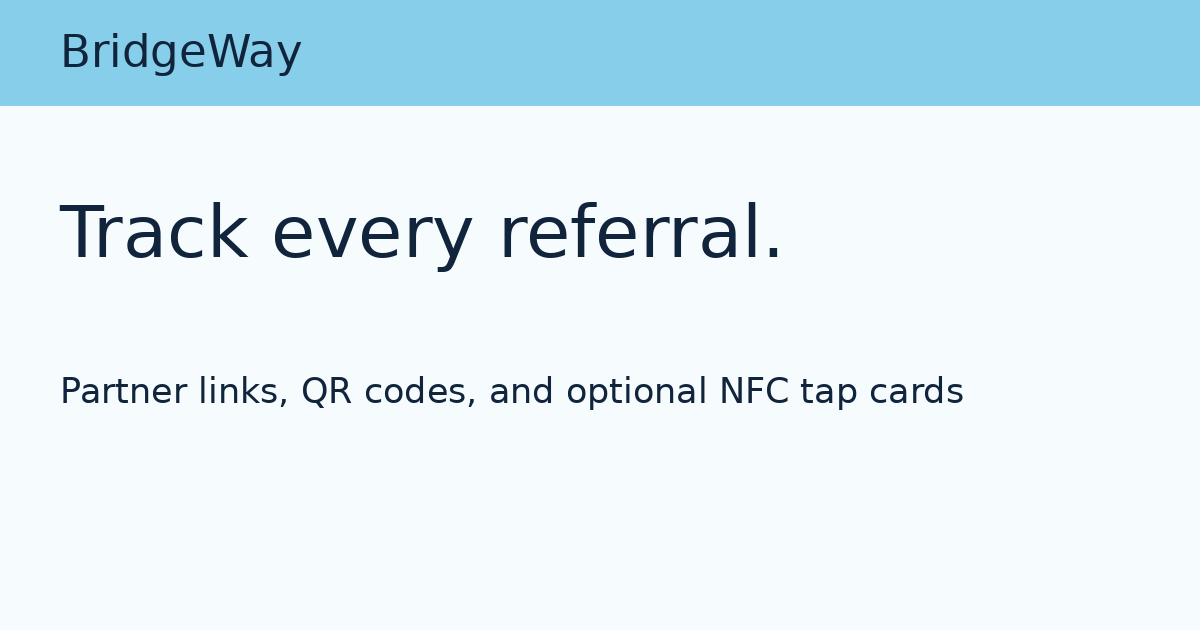 BridgeWay
Track every referral.
Partner links, QR codes, and optional NFC tap cards